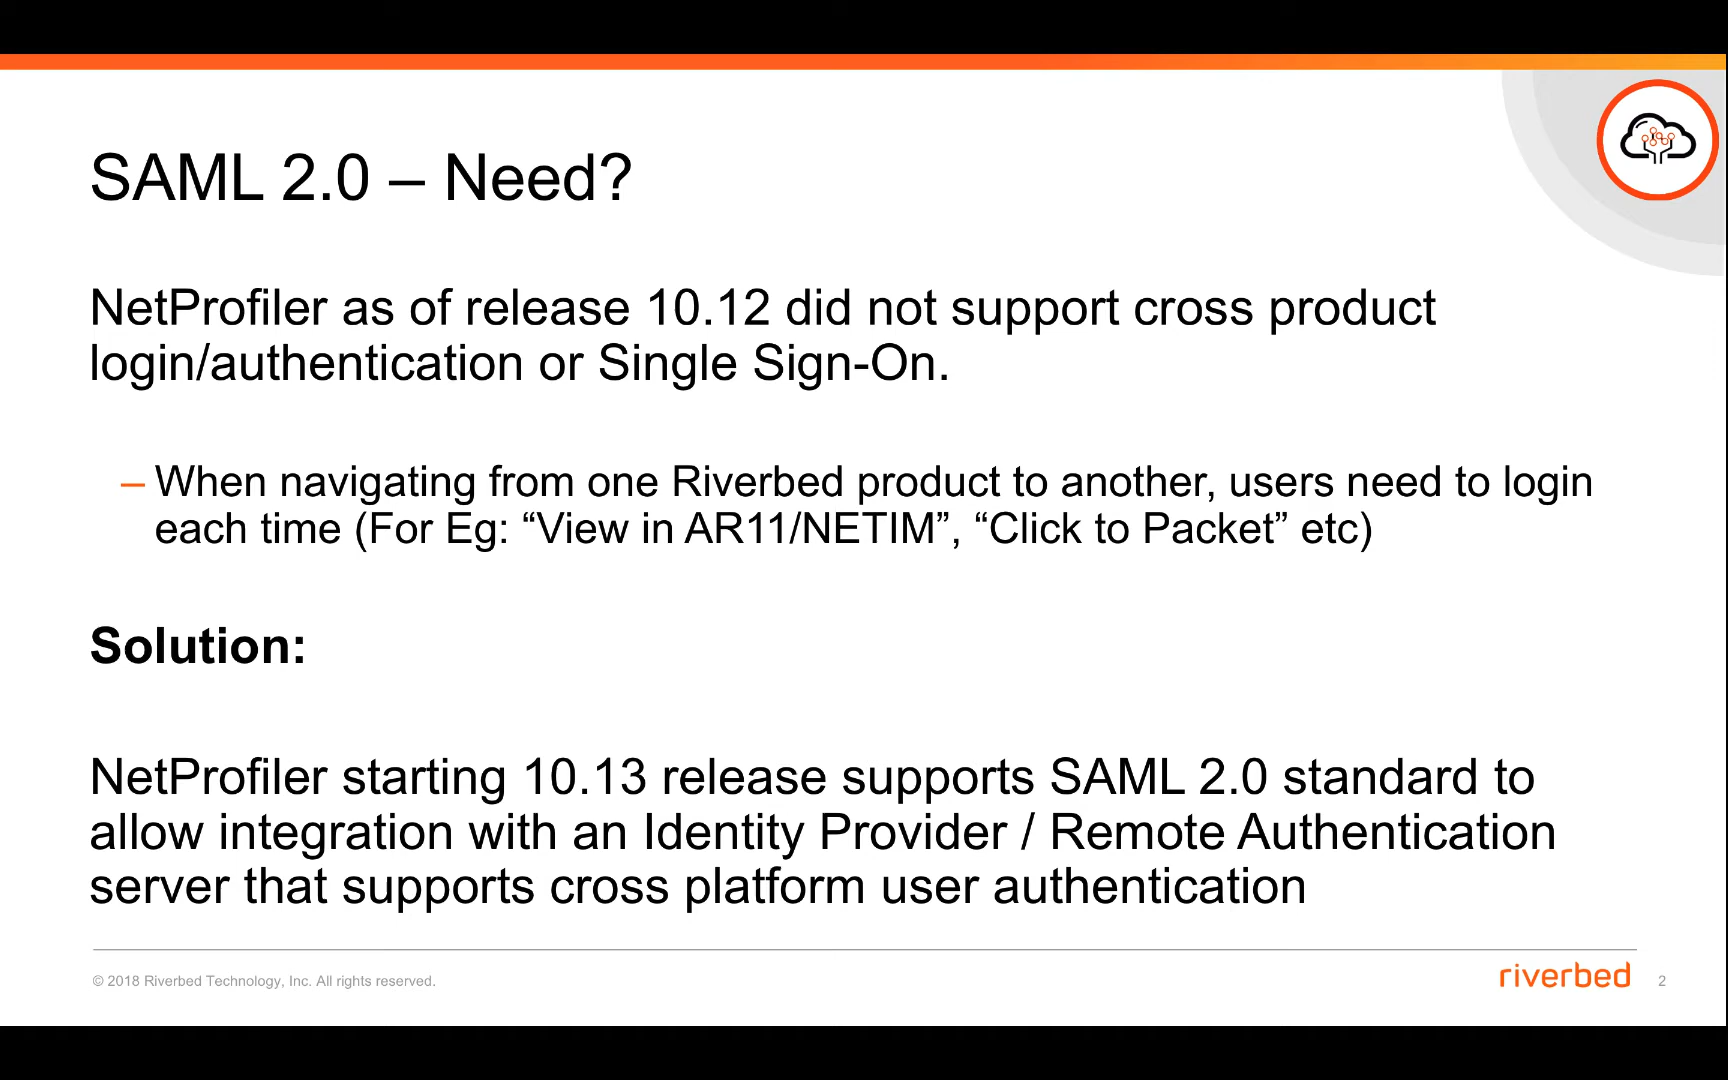 SAML 2.0 – Need?
NetProfiler as of release 10.12 did not support cross product
login/authentication or Single Sign-On.
– When navigating from one Riverbed product to another, users need to login
each time (For Eg: “View in AR11/NETIM”, “Click to Packet” etc)
Solution:
NetProfiler starting 10.13 release supports SAML 2.0 standard to
allow integration with an Identity Provider / Remote Authentication
server that supports cross platform user authentication
© 2018 Riverbed Technology, Inc. All rights reserved.
riverbed
2